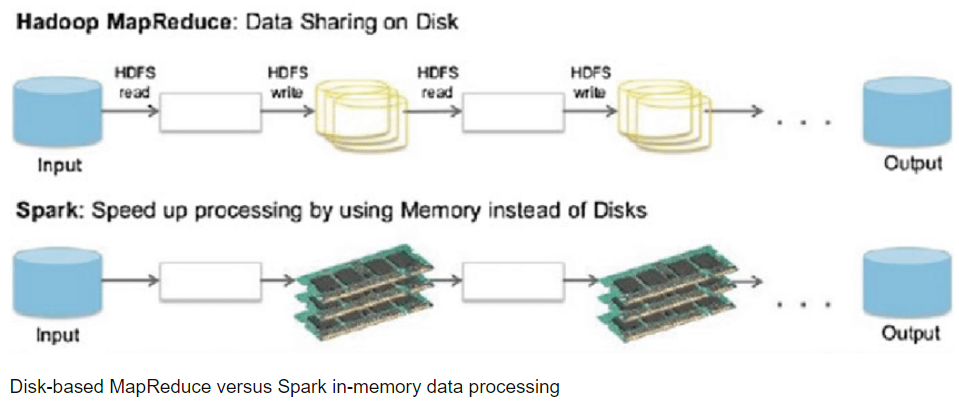 Hadoop MapReduce: Data Sharing on Disk
HDFS read
HDFS write
HDFS read
HDFS write
. . .
Input
Output
Spark: Speed up processing by using Memory instead of Disks
. . .
Input
Output
Disk-based MapReduce versus Spark in-memory data processing